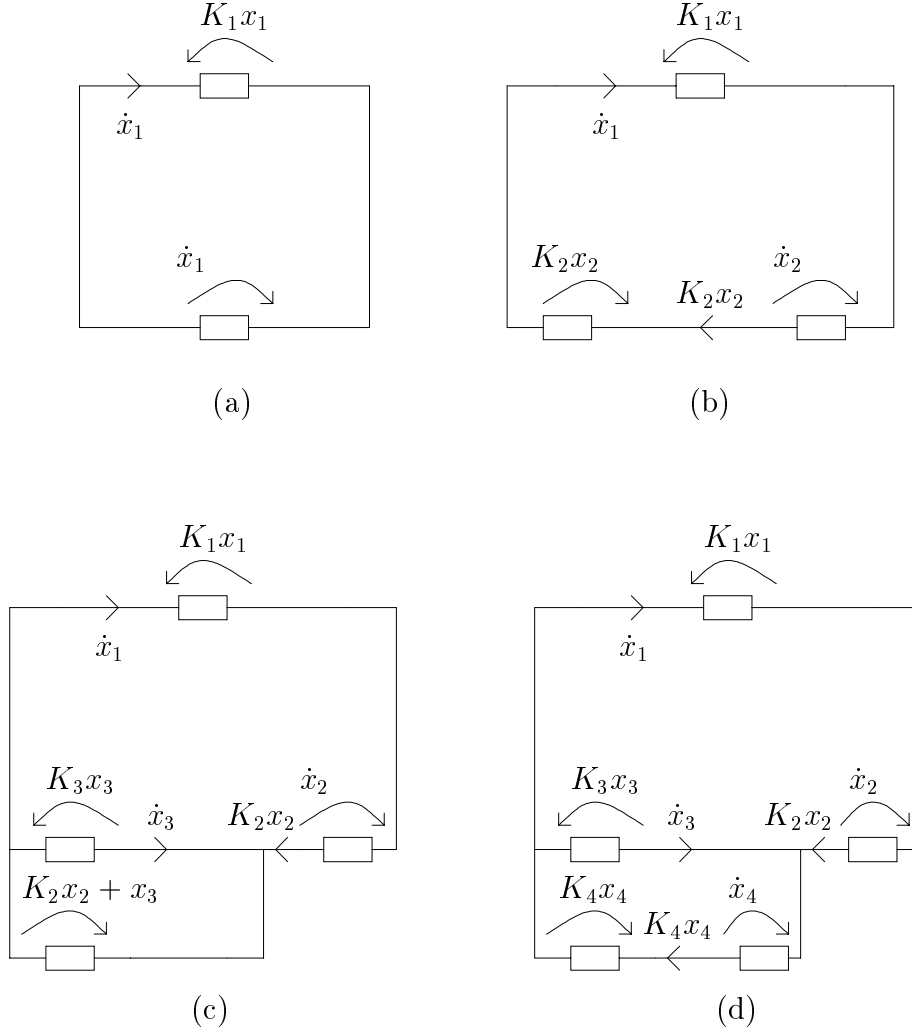 K₁x₁
ẋ₁
ẋ₁
(a)
K₁x₁
ẋ₁
K₂x₂
K₂x₂
ẋ₂
(b)
K₁x₁
ẋ₁
K₃x₃
ẋ₃
K₂x₂
ẋ₂
K₂x₂ + x₃
(c)
K₁x₁
ẋ₁
K₃x₃
ẋ₃
K₂x₂
ẋ₂
K₄x₄
K₄x₄
ẋ₄
(d)